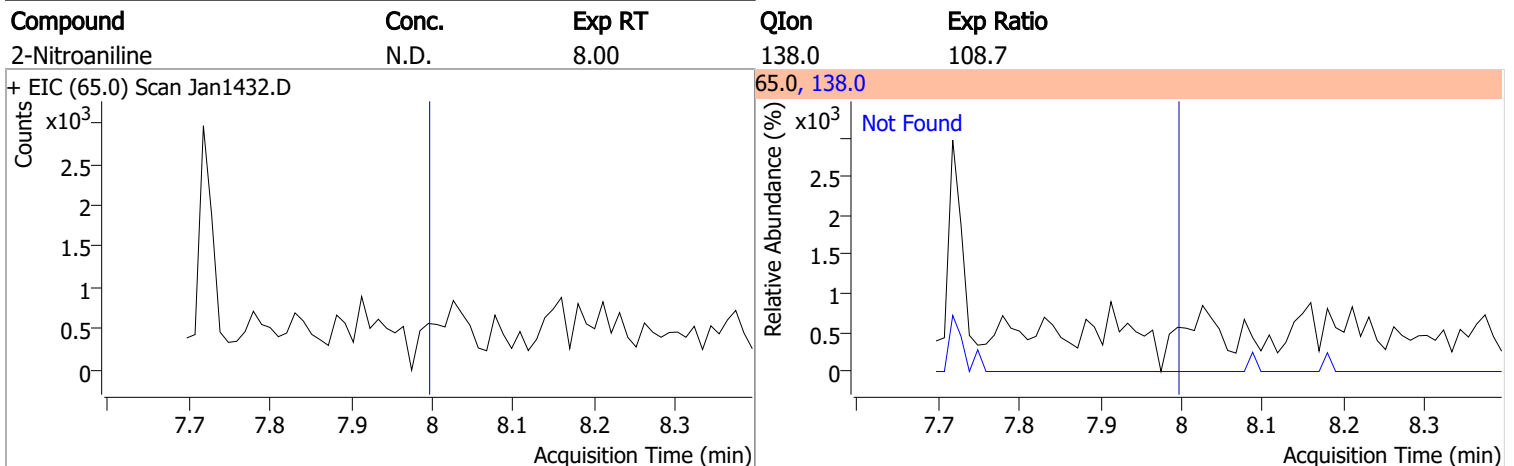 Compound Conc. Exp RT QIon Exp Ratio
2-Nitroaniline N.D. 8.00 138.0 108.7
+ EIC (65.0) Scan Jan1432.D
Counts
x10³
2.5
2
1.5
1
0.5
0
7.7 7.8 7.9 8 8.1 8.2 8.3
Acquisition Time (min)
65.0, 138.0
Relative Abundance (%)
x10³
Not Found
2.5
2
1.5
1
0.5
0
7.7 7.8 7.9 8 8.1 8.2 8.3
Acquisition Time (min)